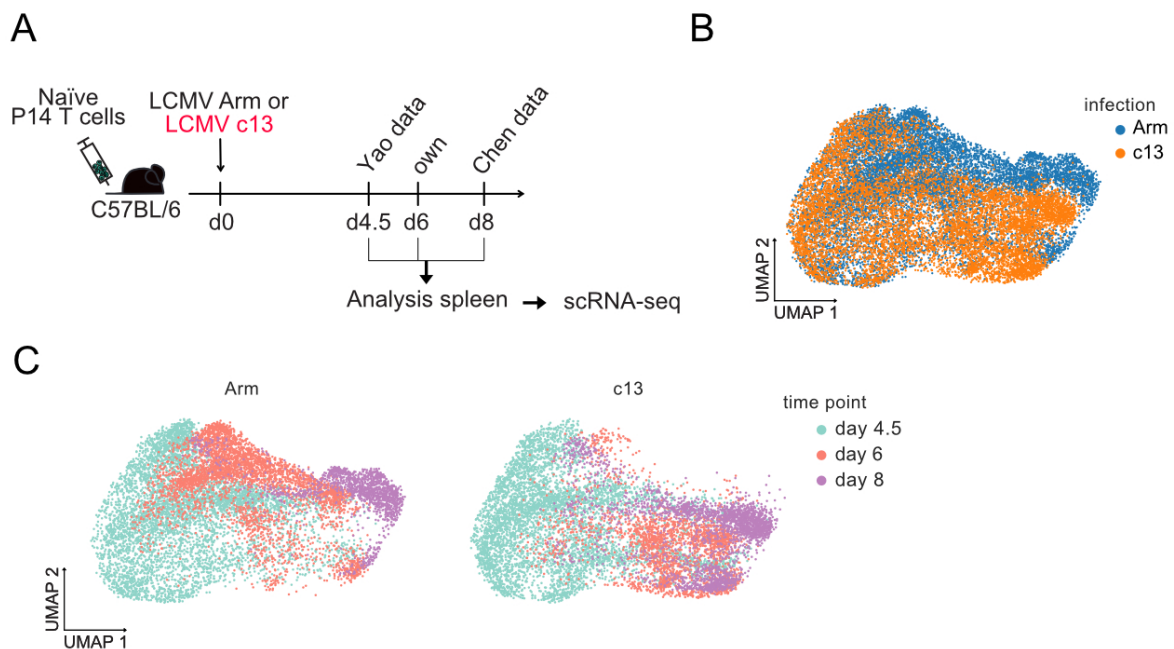 A
Naïve
P14 T cells
C57BL/6
LCMV Arm or
LCMV c13
Yao data
own
Chen data
d0
d4.5
d6
d8
Analysis spleen
scRNA-seq
B
infection
Arm
c13
UMAP 2
UMAP 1
C
Arm
c13
time point
day 4.5
day 6
day 8
UMAP 2
UMAP 1